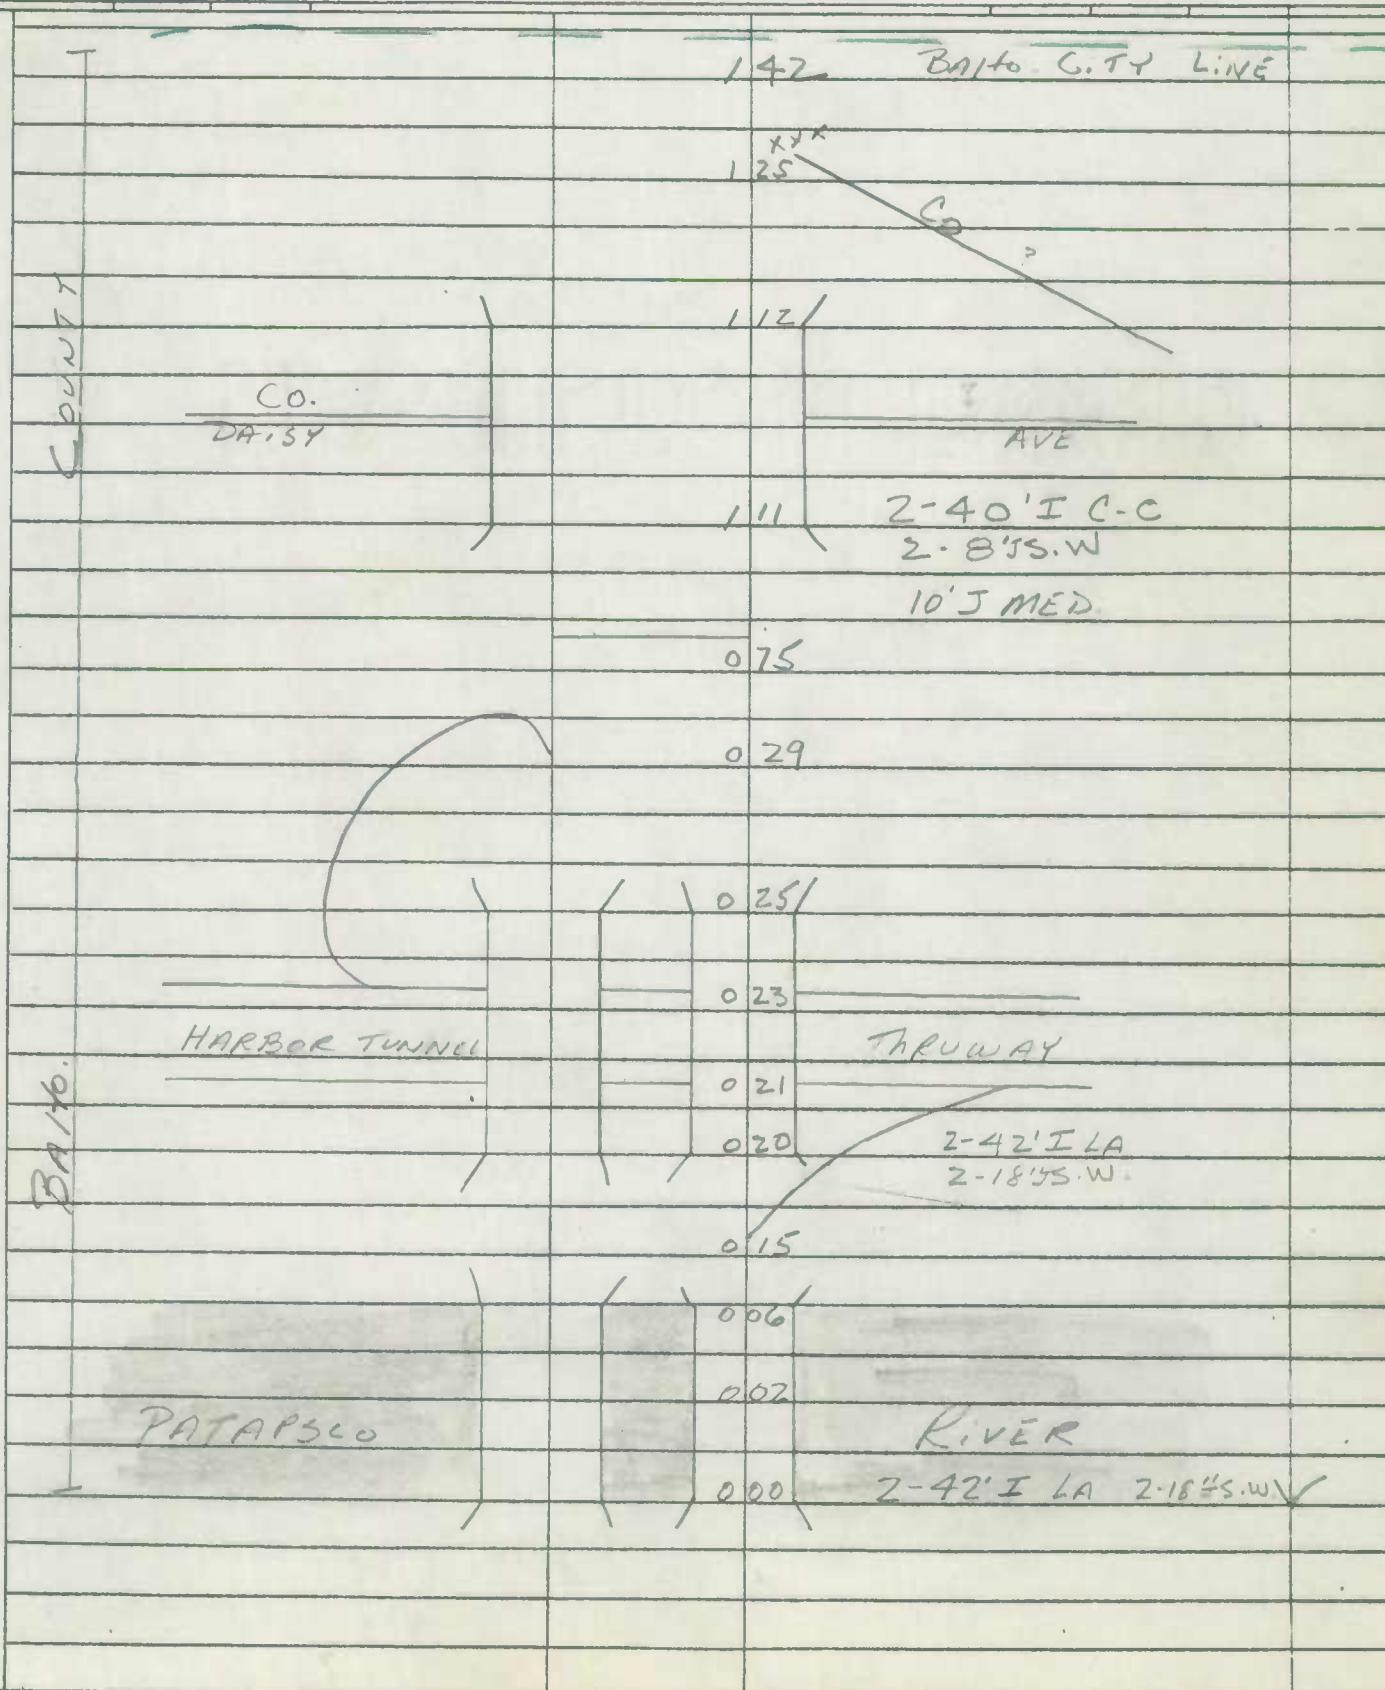 1 42 BAlto. CiTY LiNE
xxx
1 25
Co
?
1 12
COUNTY
CO.
DAiSY AVE
1 11 2-40' I C-C
2-8' J S.W
10' J MED.
0 75
0 29
0 25
0 23
HARBOR TUNNEL THRUWAY
0 21
BAlto.
0 20 2-42' I LA
2-18" J S.W.
0 15
0 06
0 02
PATAPSCO RiVER
0 00 2-42' I LA 2-18" J S.W. ✓